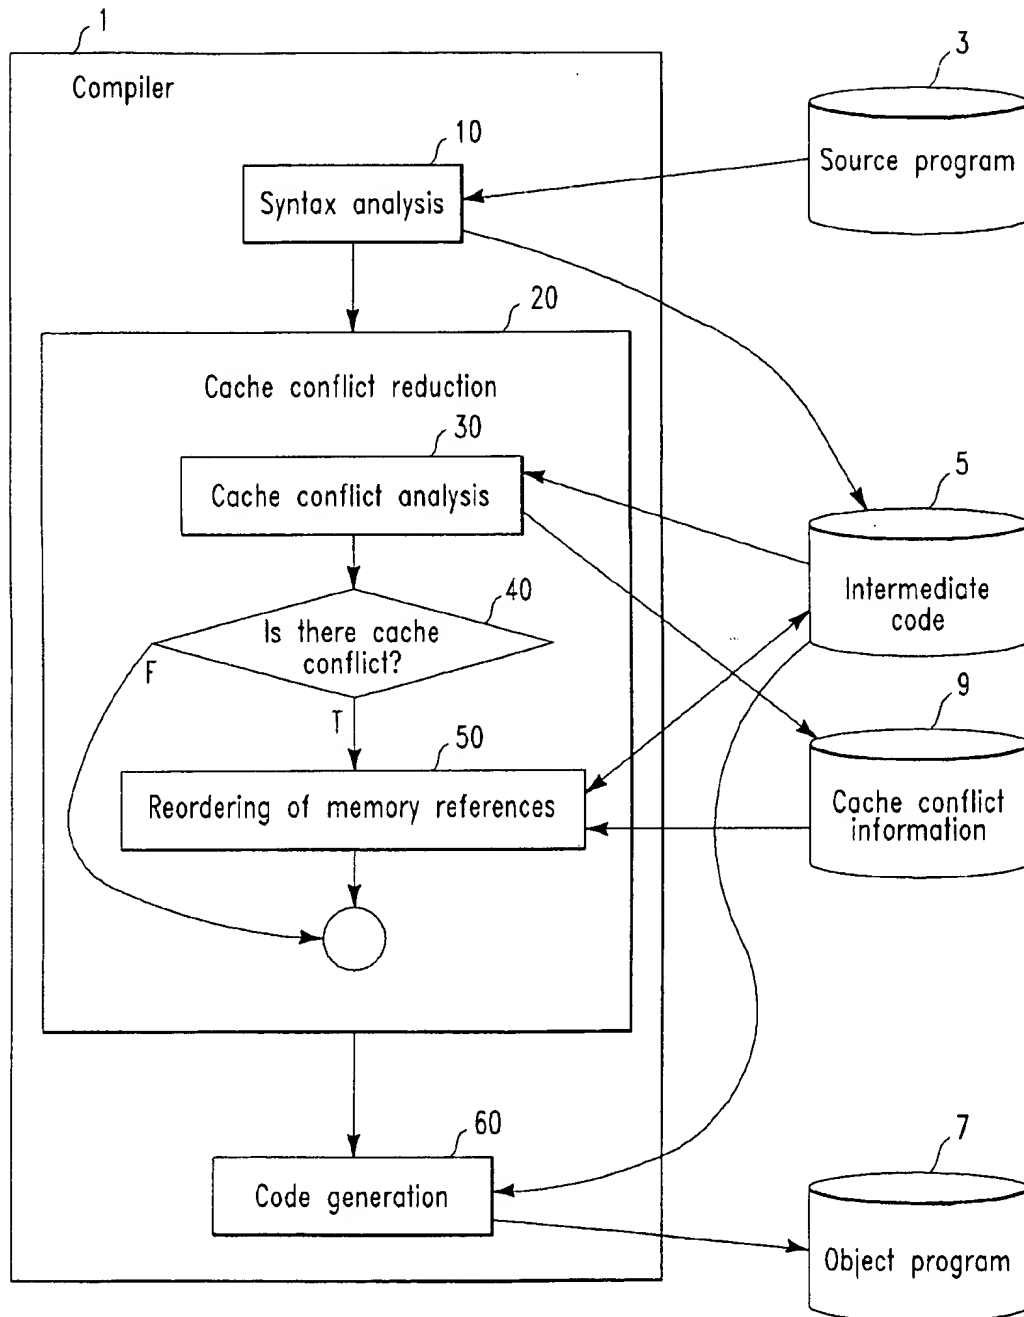 1
Compiler
3
Source program
10
Syntax analysis
20
Cache conflict reduction
30
Cache conflict analysis
5
Intermediate
code
40
Is there cache
conflict?
F
T
9
Cache conflict
information
50
Reordering of memory references
60
Code generation
7
Object program